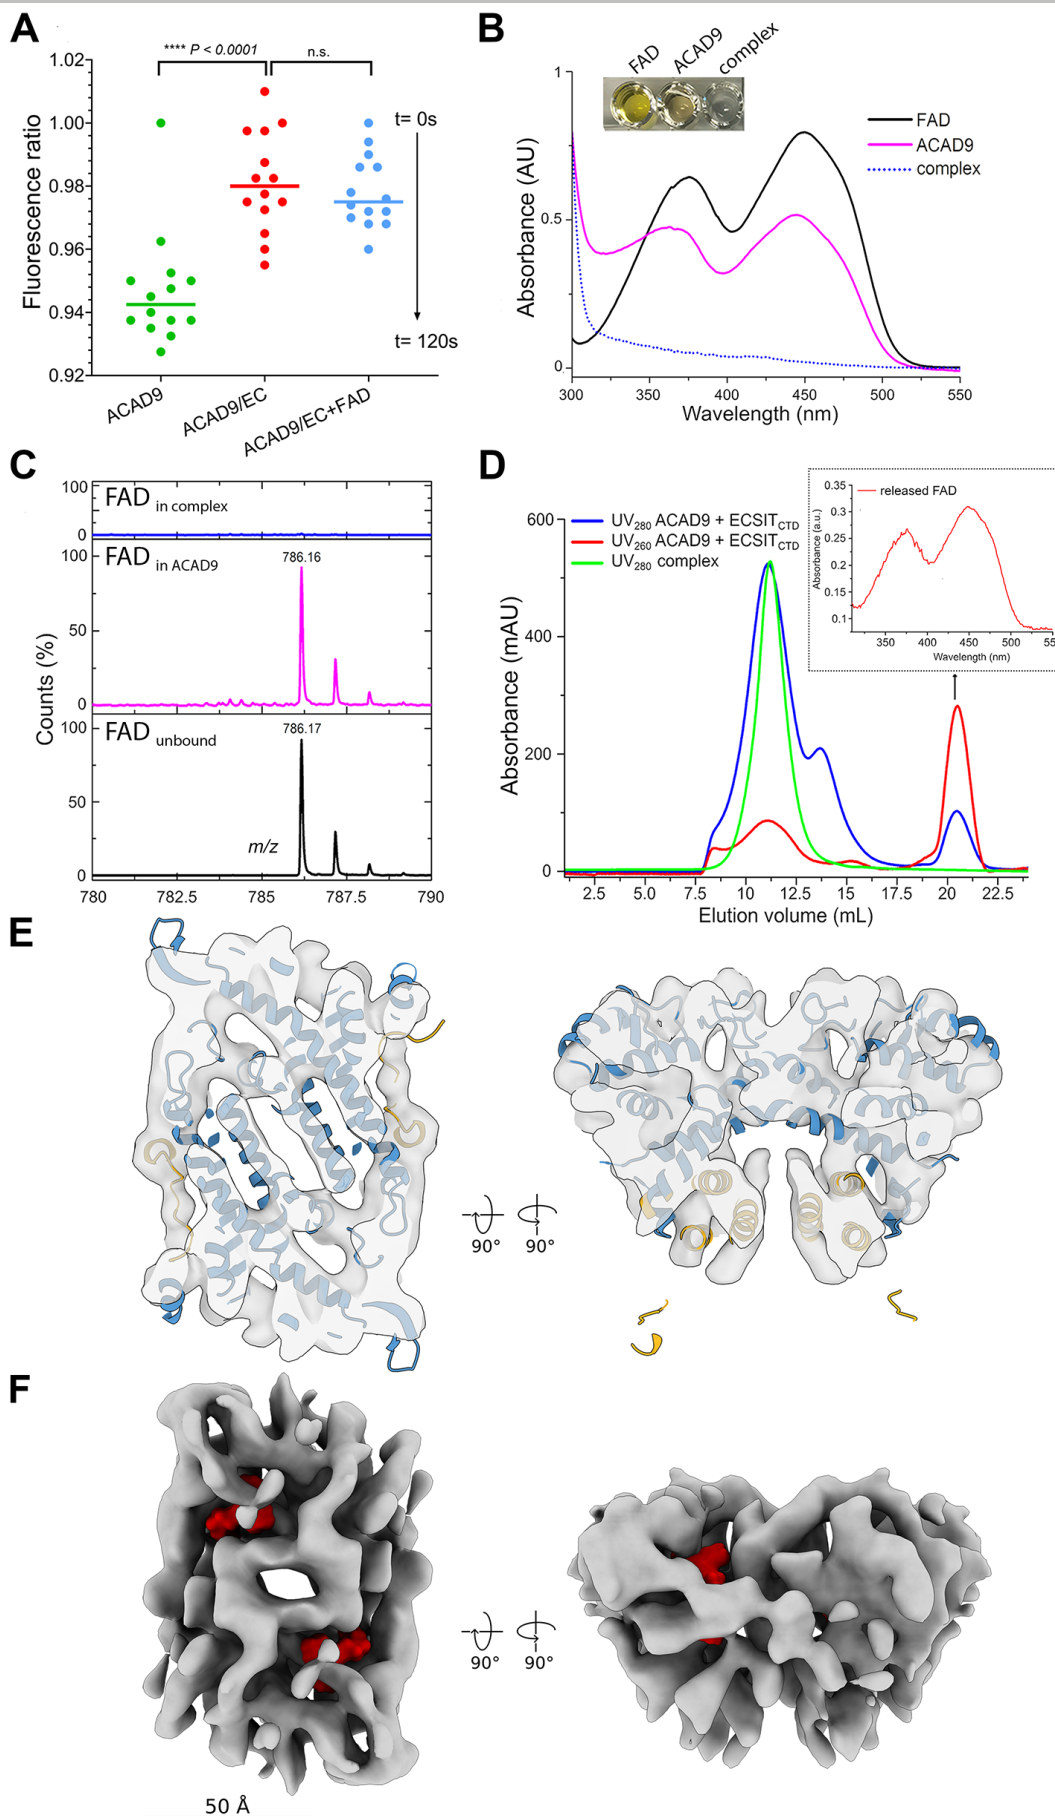 A
**** P < 0.0001
n.s.
1.02
1.00
0.98
0.96
0.94
0.92
Fluorescence ratio
t= 0s
t= 120s
ACAD9
ACAD9/EC
ACAD9/EC+FAD
B
FAD
ACAD9
complex
1
0.5
0
Absorbance (AU)
FAD
ACAD9
complex
300
350
400
450
500
550
Wavelength (nm)
C
100
0
FAD in complex
100
50
0
FAD in ACAD9
786.16
100
50
0
FAD unbound
786.17
m/z
Counts (%)
780
782.5
785
787.5
790
D
600
400
200
0
Absorbance (mAU)
UV280 ACAD9 + ECSITCTD
UV260 ACAD9 + ECSITCTD
UV280 complex
2.5
5.0
7.5
10
12.5
15
17.5
20
22.5
Elution volume (mL)
0.35
0.3
0.25
0.2
0.15
0.1
Absorbance (a.u.)
released FAD
350
400
450
500
Wavelength (nm)
E
90°
90°
F
90°
90°
50 Å